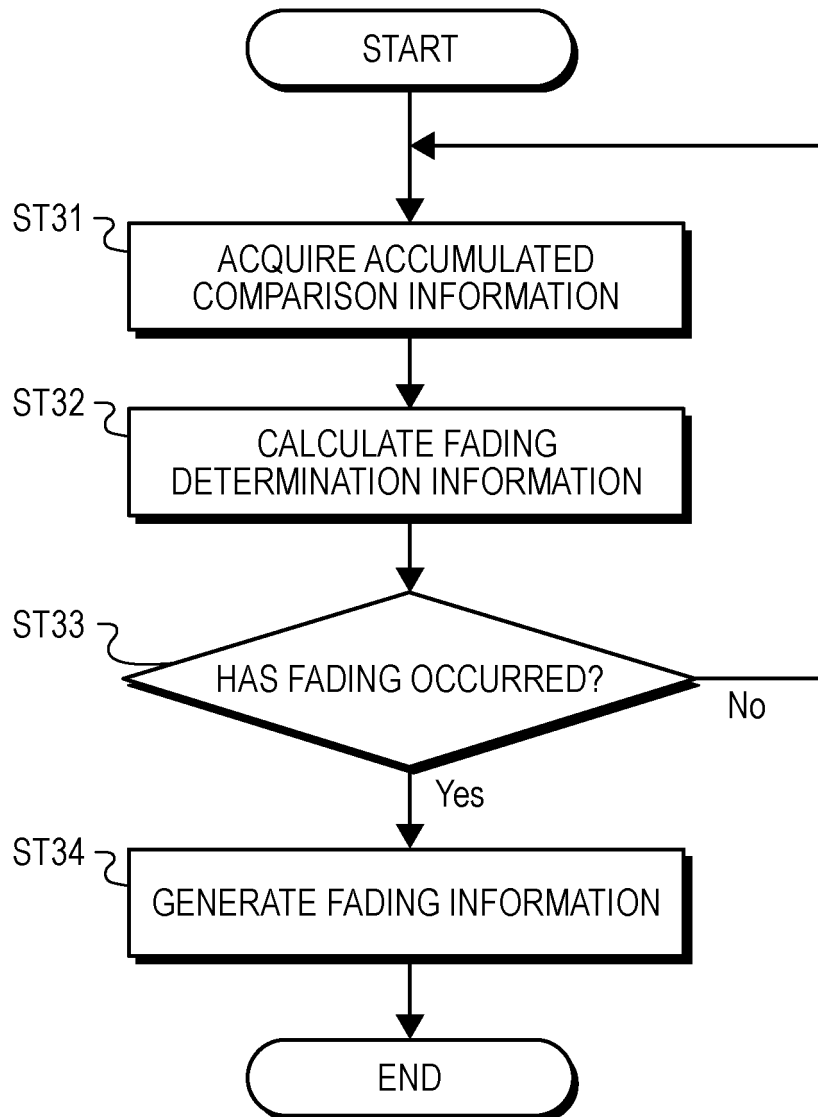 START
ST31
ACQUIRE ACCUMULATED
COMPARISON INFORMATION
ST32
CALCULATE FADING
DETERMINATION INFORMATION
ST33
HAS FADING OCCURRED?
No
Yes
ST34
GENERATE FADING INFORMATION
END